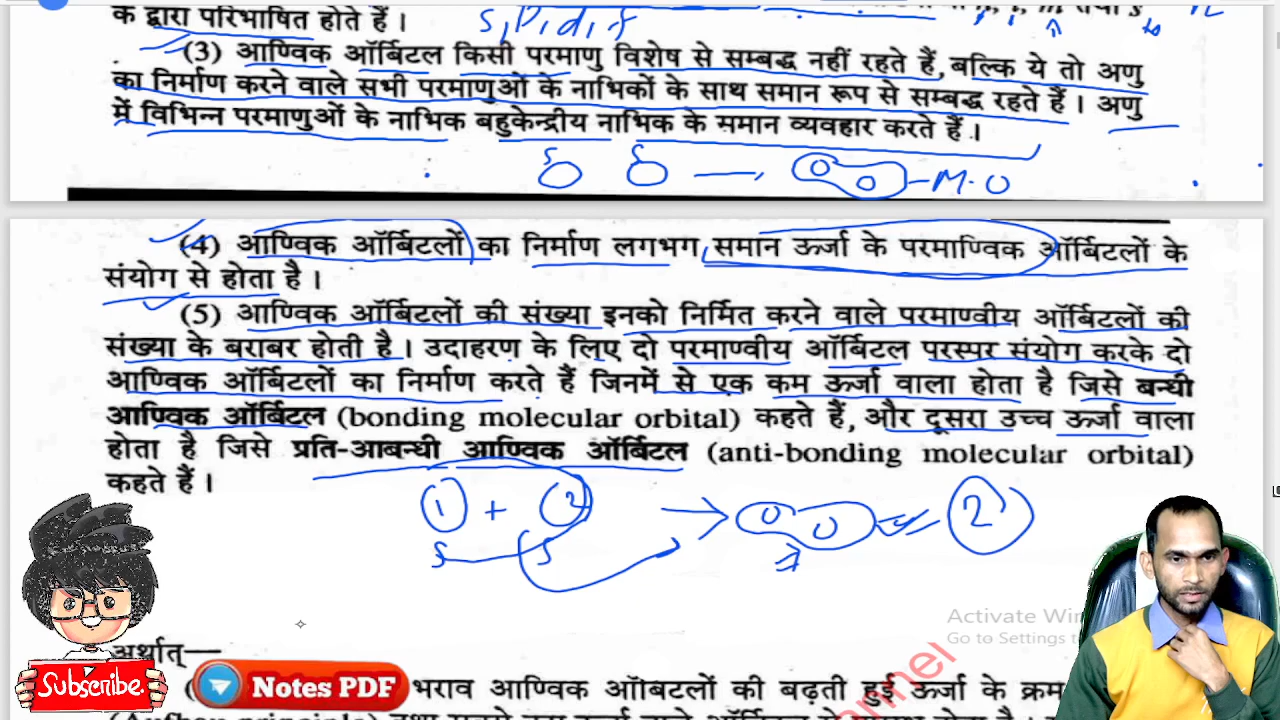 के द्वारा परिभाषित होते हैं।
s, p, d, f
(3) आण्विक ऑर्बिटल किसी परमाणु विशेष से सम्बद्ध नहीं रहते हैं, बल्कि ये तो अणु
का निर्माण करने वाले सभी परमाणुओं के नाभिकों के साथ समान रूप से सम्बद्ध रहते हैं। अणु
में विभिन्न परमाणुओं के नाभिक बहुकेन्द्रीय नाभिक के समान व्यवहार करते हैं।
M.O
(4) आण्विक ऑर्बिटलों का निर्माण लगभग समान ऊर्जा के परमाण्विक ऑर्बिटलों के
संयोग से होता है।
(5) आण्विक ऑर्बिटलों की संख्या इनको निर्मित करने वाले परमाण्वीय ऑर्बिटलों की
संख्या के बराबर होती है। उदाहरण के लिए दो परमाण्वीय ऑर्बिटल परस्पर संयोग करके दो
आण्विक ऑर्बिटलों का निर्माण करते हैं जिनमें से एक कम ऊर्जा वाला होता है जिसे बन्धी
आण्विक ऑर्बिटल (bonding molecular orbital) कहते हैं, और दूसरा उच्च ऊर्जा वाला
होता है जिसे प्रति-आबन्धी आण्विक ऑर्बिटल (anti-bonding molecular orbital)
कहते हैं।
1 + 2 → 2
s s
Activate Win
Go to Settings t
अर्थात्—
Subscribe
Notes PDF
भराव आण्विक ऑर्बिटलों की बढ़ती हुई ऊर्जा के क्रम